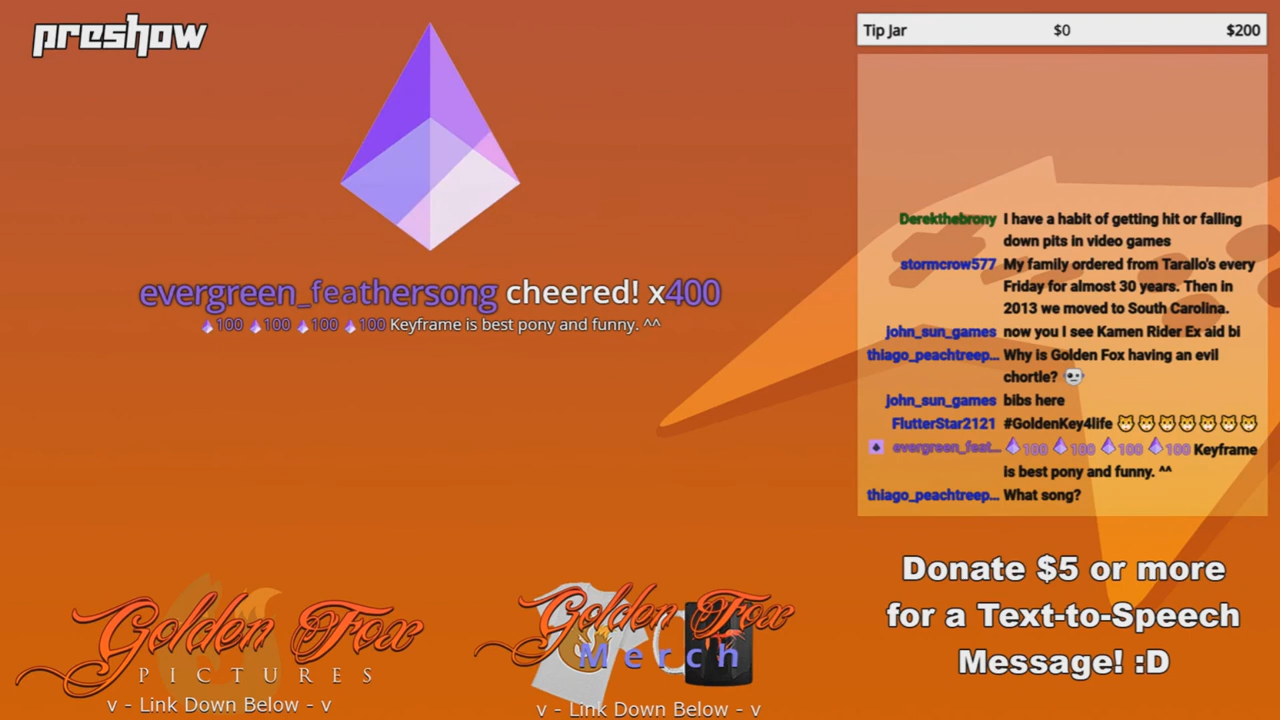 preshow
Tip Jar $0 $200
evergreen_feathersong cheered! x400
100 100 100 100 Keyframe is best pony and funny. ^^
Derekthebrony I have a habit of getting hit or falling
down pits in video games
stormcrow577 My family ordered from Tarallo's every
Friday for almost 30 years. Then in
2013 we moved to South Carolina.
john_sun_games now you I see Kamen Rider Ex aid bi
thiago_peachtreep... Why is Golden Fox having an evil
chortle?
john_sun_games bibs here
FlutterStar2121 #GoldenKey4life
evergreen_feat... 100 100 100 100 Keyframe
is best pony and funny. ^^
thiago_peachtreep... What song?
Donate $5 or more
for a Text-to-Speech
Message! :D
Golden Fox
PICTURES
v - Link Down Below - v
Golden Fox
Merch
v - Link Down Below - v